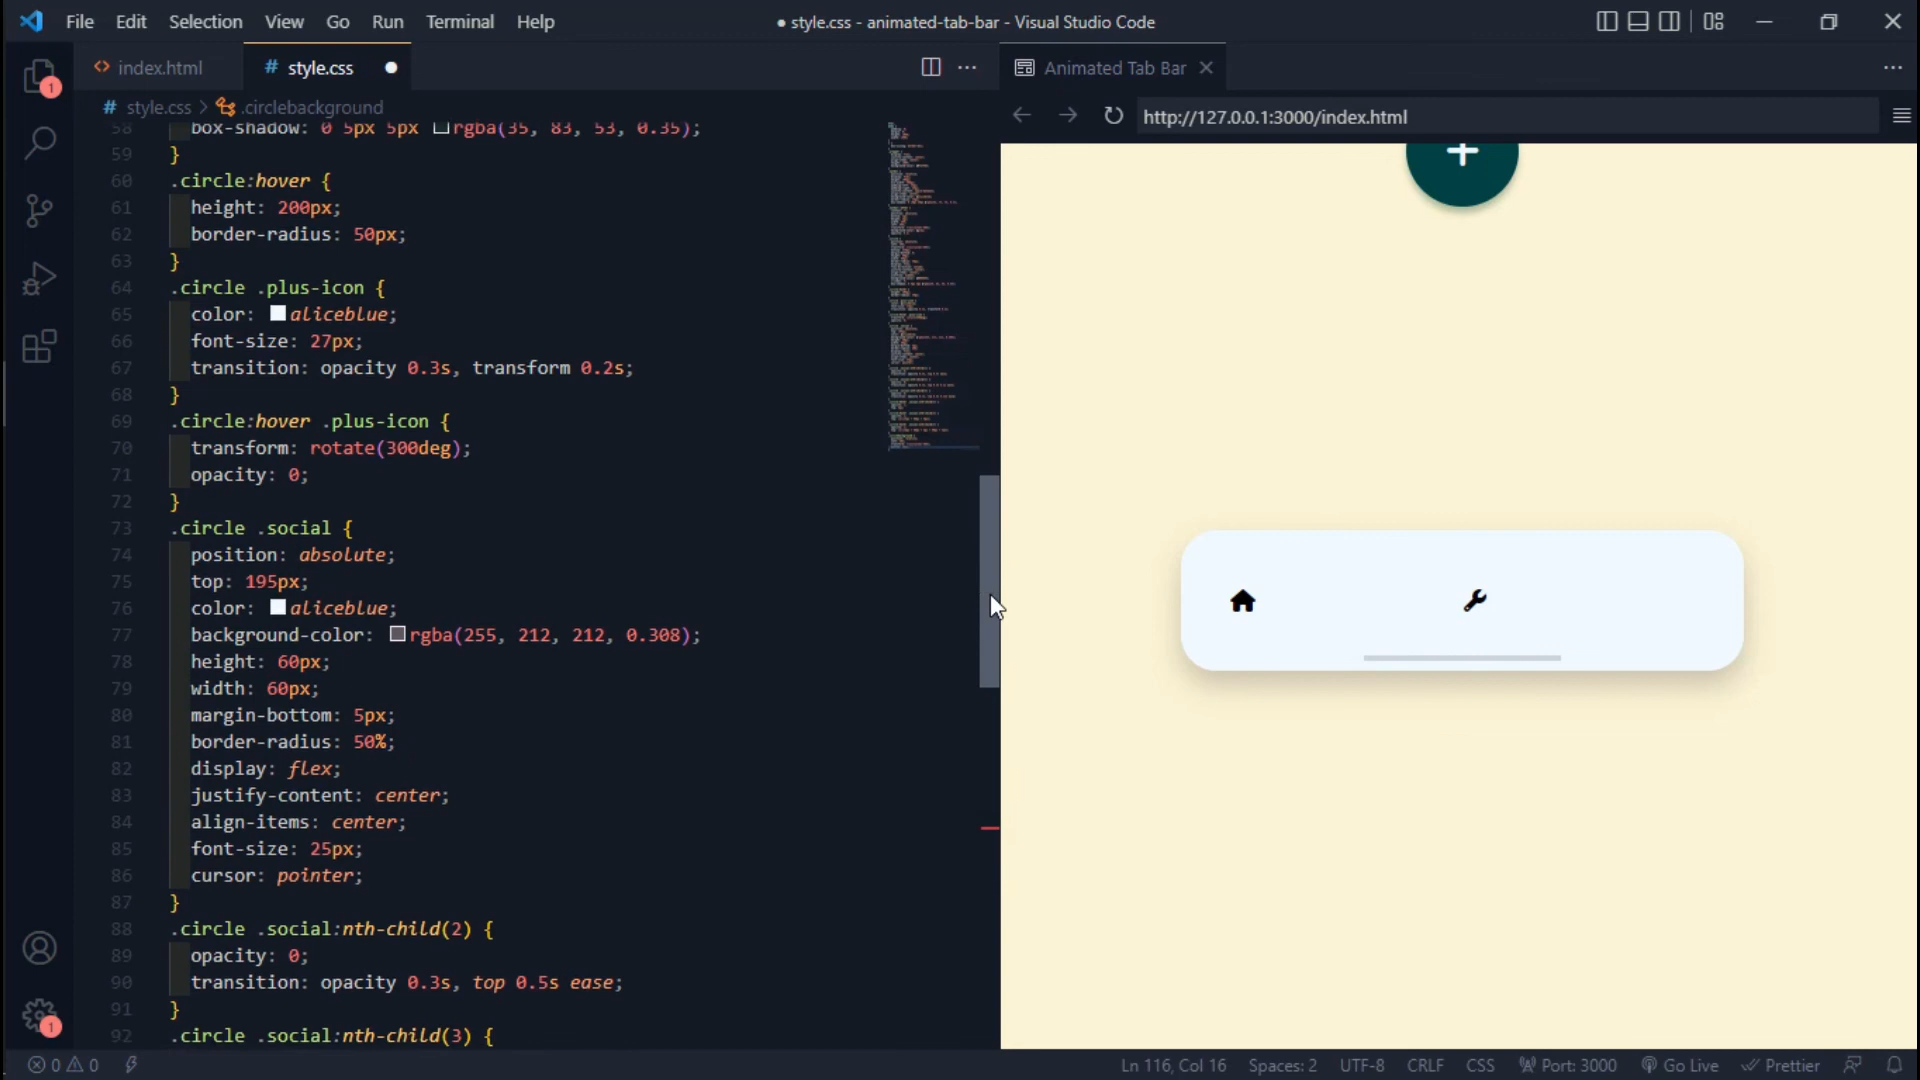 File Edit Selection View Go Run Terminal Help
● style.css - animated-tab-bar - Visual Studio Code
index.html
# style.css
Animated Tab Bar
# style.css > .circlebackground
http://127.0.0.1:3000/index.html
58 box-shadow: 0 5px 5px rgba(35, 83, 53, 0.35);
59 }
60 .circle:hover {
61 height: 200px;
62 border-radius: 50px;
63 }
64 .circle .plus-icon {
65 color: aliceblue;
66 font-size: 27px;
67 transition: opacity 0.3s, transform 0.2s;
68 }
69 .circle:hover .plus-icon {
70 transform: rotate(300deg);
71 opacity: 0;
72 }
73 .circle .social {
74 position: absolute;
75 top: 195px;
76 color: aliceblue;
77 background-color: rgba(255, 212, 212, 0.308);
78 height: 60px;
79 width: 60px;
80 margin-bottom: 5px;
81 border-radius: 50%;
82 display: flex;
83 justify-content: center;
84 align-items: center;
85 font-size: 25px;
86 cursor: pointer;
87 }
88 .circle .social:nth-child(2) {
89 opacity: 0;
90 transition: opacity 0.3s, top 0.5s ease;
91 }
92 .circle .social:nth-child(3) {
1
1
0 0
Ln 116, Col 16 Spaces: 2 UTF-8 CRLF CSS Port: 3000 Go Live Prettier